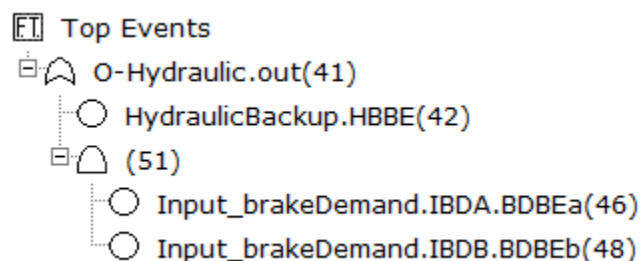 FT Top Events
O-Hydraulic.out(41)
HydraulicBackup.HBBE(42)
(51)
Input_brakeDemand.IBDA.BDBEa(46)
Input_brakeDemand.IBDB.BDBEb(48)